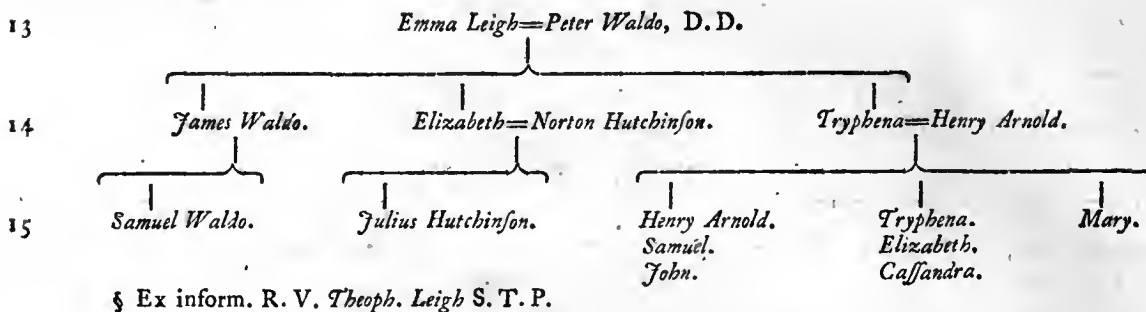 13 Emma Leigh=Peter Waldo, D.D.
14 James Waldo. Elizabeth=Norton Hutchinſon. Tryphena=Henry Arnold.
15 Samuel Waldo. Julius Hutchinſon. Henry Arnold. Tryphena. Mary.
Samuel. Elizabeth.
John. Caſſandra.
§ Ex inform. R. V. Theoph. Leigh S. T. P.